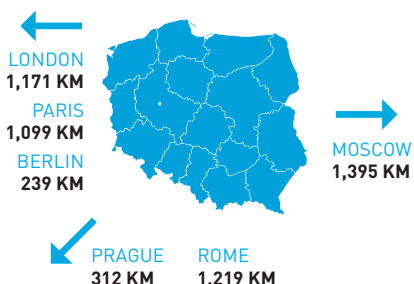 LONDON
1,171 KM
PARIS
1,099 KM
BERLIN
239 KM
MOSCOW
1,395 KM
PRAGUE
312 KM
ROME
1,219 KM